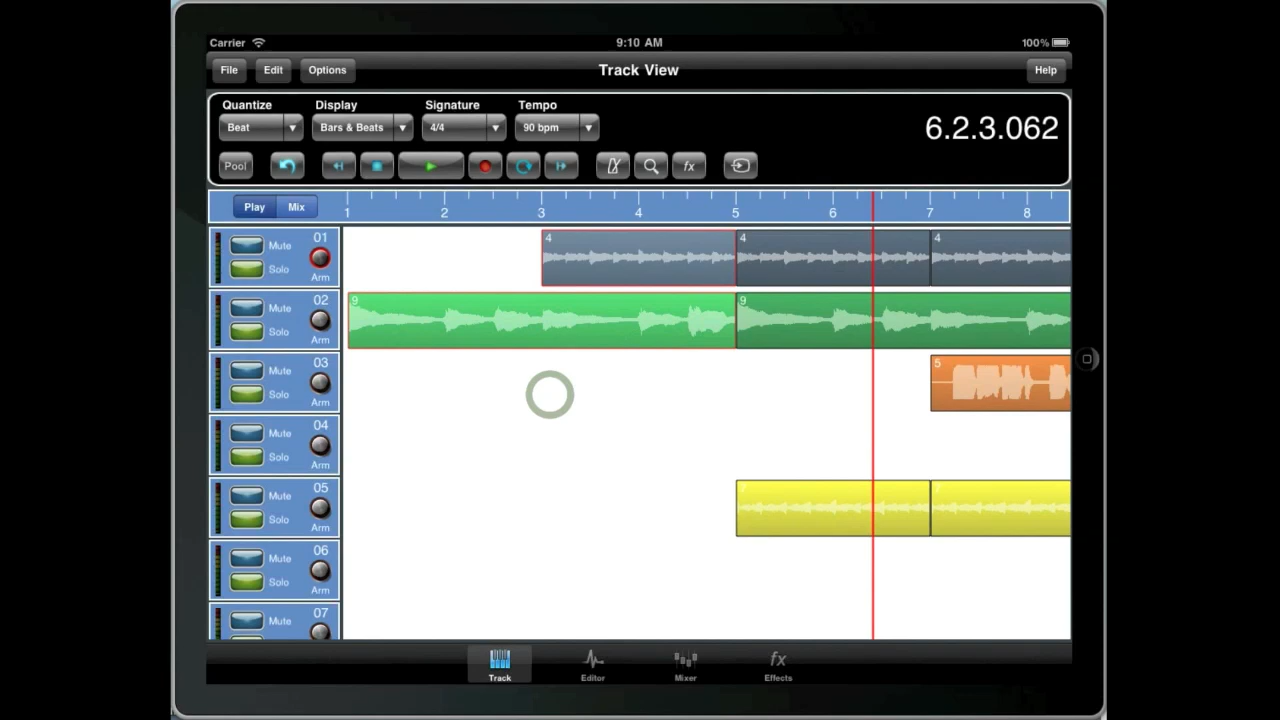 Carrier 9:10 AM 100%
File Edit Options Track View Help
Quantize Display Signature Tempo
Beat Bars & Beats 4/4 90 bpm 6.2.3.062
Pool fx
Play Mix 1 2 3 4 5 6 7 8
Mute 01 4 4 4
Solo
Arm
02 9 9
Mute
Solo
Arm
03 5
Mute
Solo
Arm
04
Mute
Solo
Arm
05
Mute
Solo
Arm
06
Mute
Solo
Arm
07
Mute
fx
Track Editor Mixer Effects